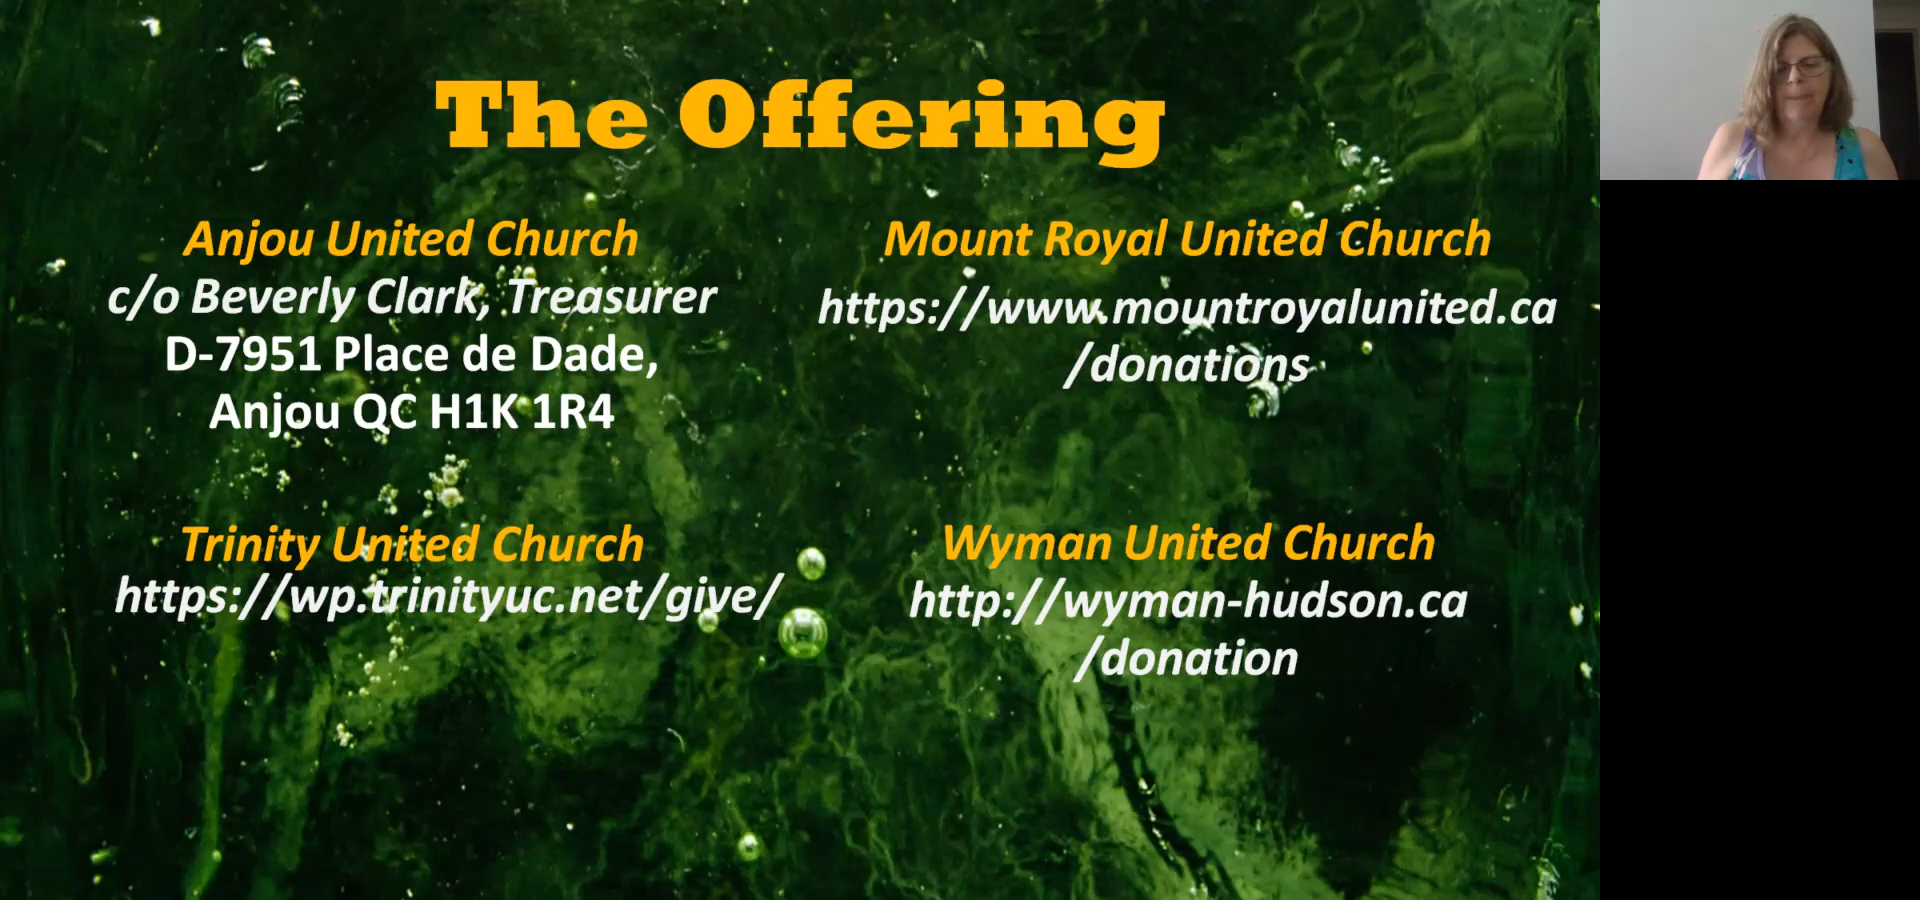 The Offering
Anjou United Church
c/o Beverly Clark, Treasurer
D-7951 Place de Dade,
Anjou QC H1K 1R4
Mount Royal United Church
https://www.mountroyalunited.ca
/donations
Trinity United Church
https://wp.trinityuc.net/give/
Wyman United Church
http://wyman-hudson.ca
/donation